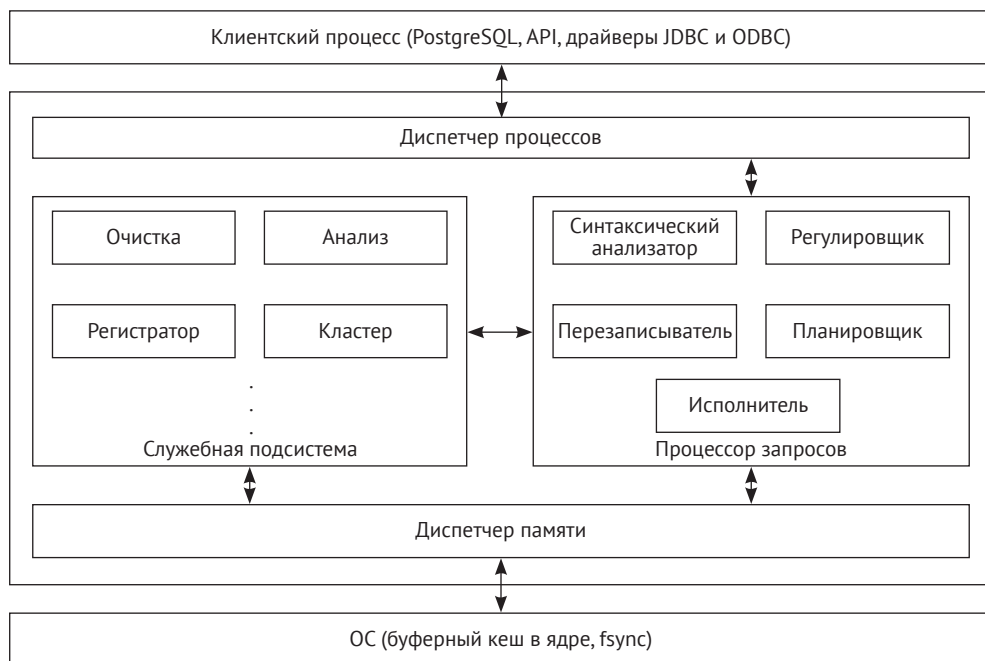 Клиентский процесс (PostgreSQL, API, драйверы JDBC и ODBC)
Диспетчер процессов
Очистка
Анализ
Регистратор
Кластер
.
.
.
Служебная подсистема
Синтаксический
анализатор
Регулировщик
Перезаписыватель
Планировщик
Исполнитель
Процессор запросов
Диспетчер памяти
ОС (буферный кеш в ядре, fsync)